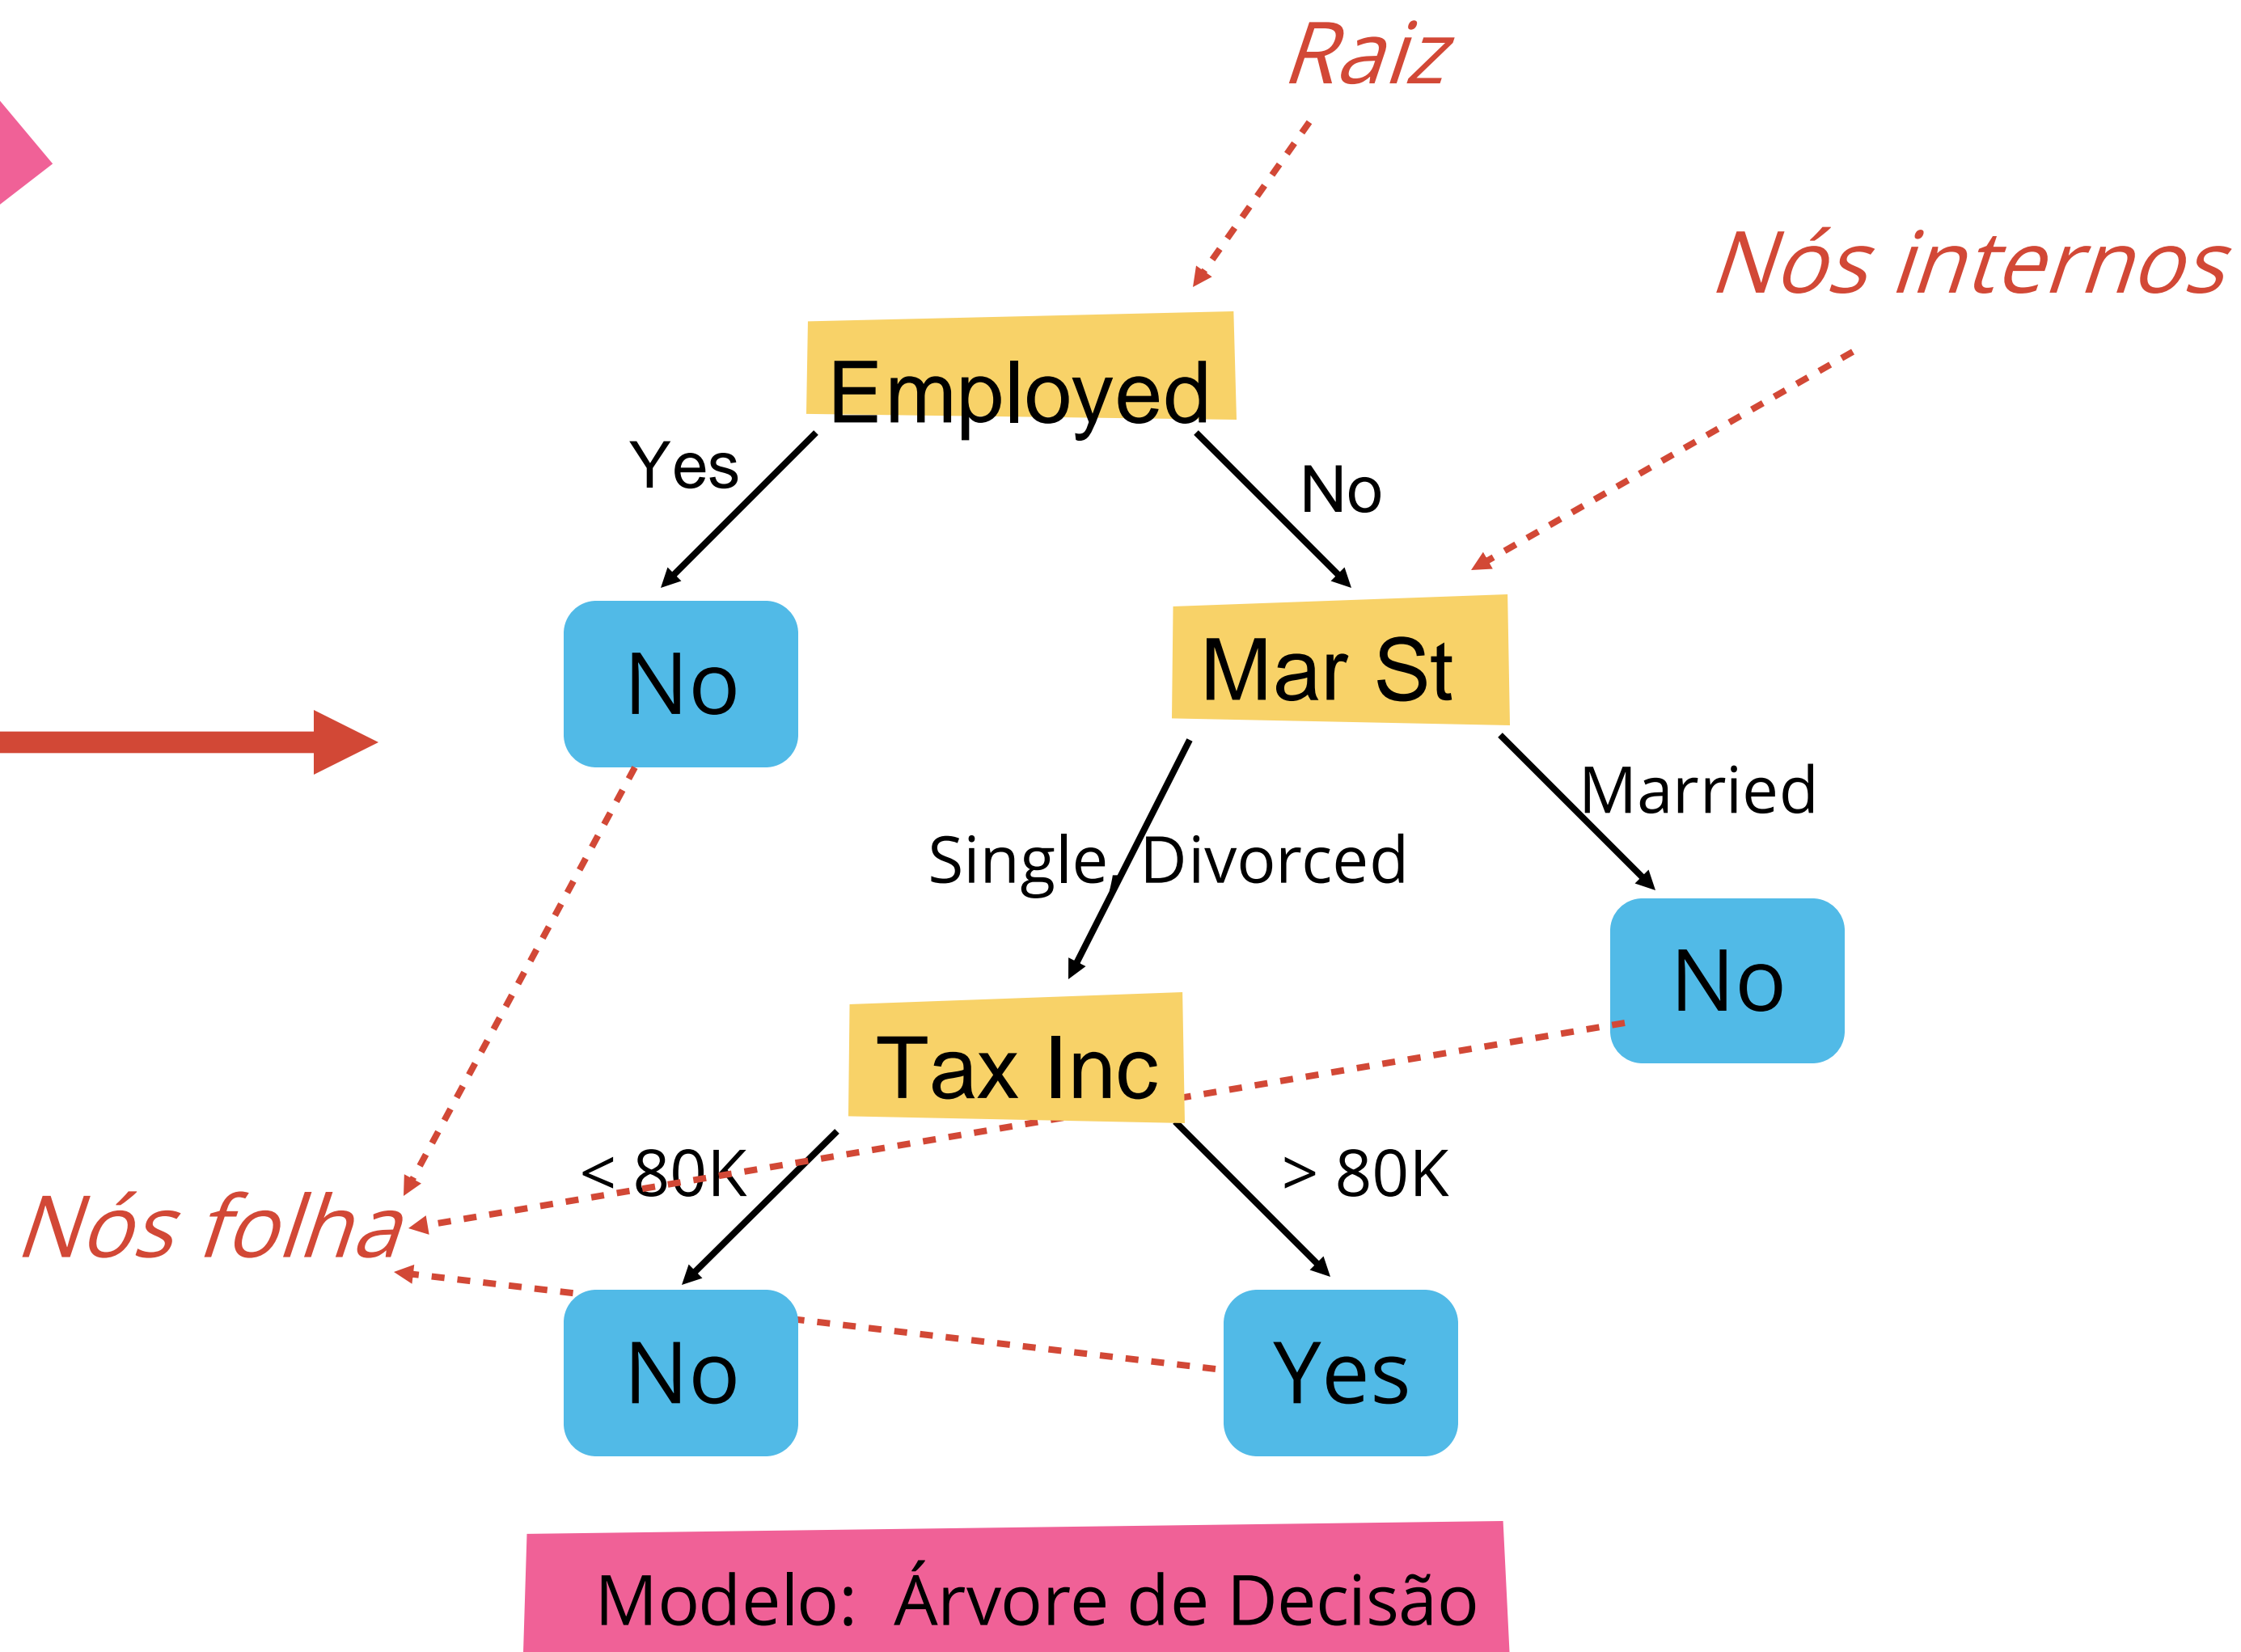 Raiz
Nós internos
Employed
Yes
No
No
Mar St
Married
Single, Divorced
No
Tax Inc
< 80K
> 80K
Nós folha
No
Yes
Modelo: Árvore de Decisão